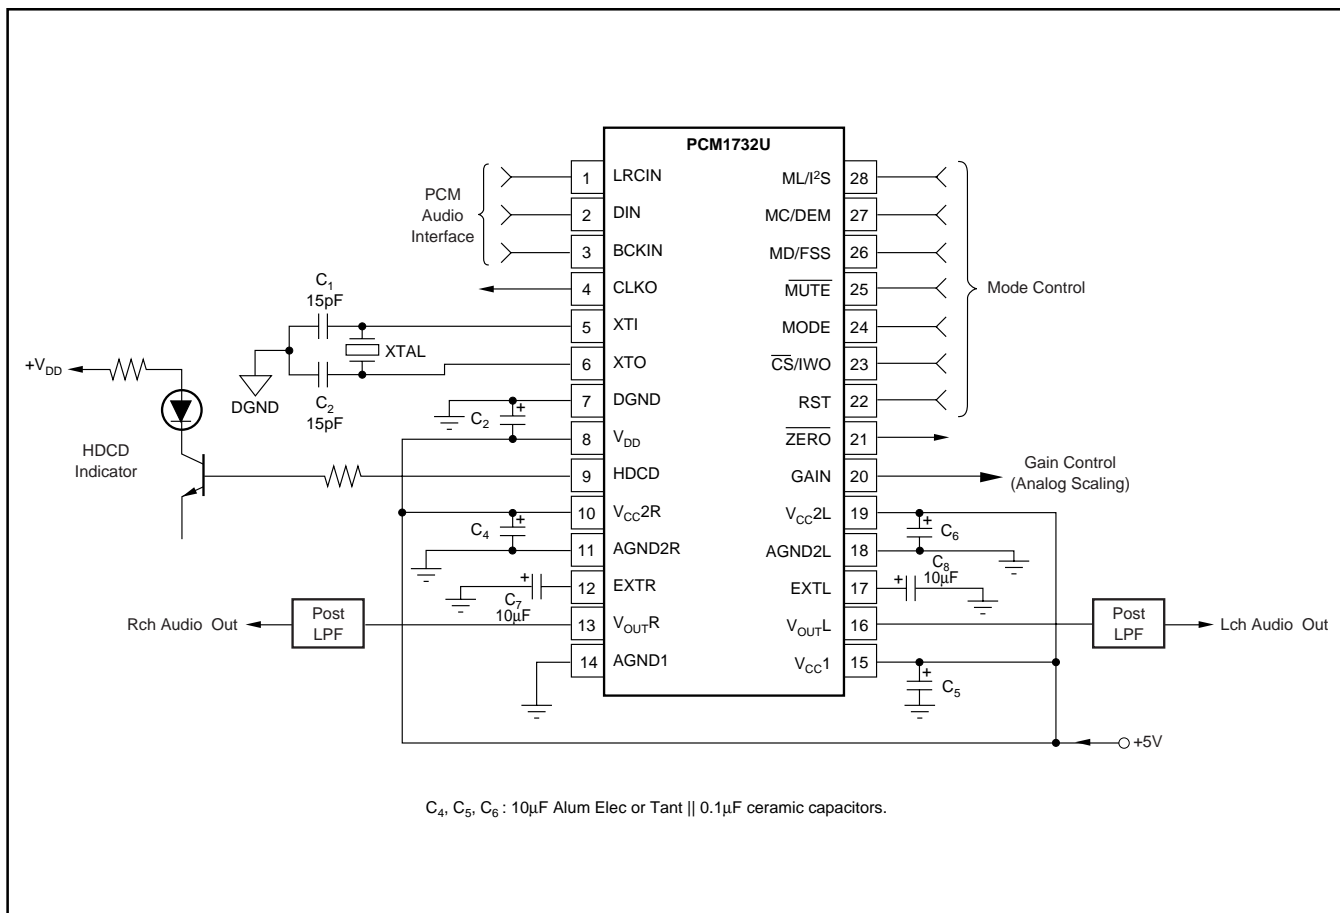 PCM1732U
PCM
Audio
Interface
1 LRCIN
2 DIN
3 BCKIN
4 CLKO
5 XTI
6 XTO
7 DGND
8 VDD
9 HDCD
10 VCC2R
11 AGND2R
12 EXTR
13 VOUTR
14 AGND1
ML/I²S 28
MC/DEM 27
MD/FSS 26
MUTE 25
MODE 24
CS/IWO 23
RST 22
ZERO 21
GAIN 20
VCC2L 19
AGND2L 18
EXTL 17
VOUTL 16
VCC1 15
Mode Control
Gain Control
(Analog Scaling)
C1
15pF
XTAL
C2
15pF
DGND
+VDD
HDCD
Indicator
+
C2
+
C4
+
C7
10µF
Rch Audio Out
Post
LPF
+
C6
C8
+
10µF
Post
LPF
Lch Audio Out
+
C5
+5V
C4, C5, C6 : 10µF Alum Elec or Tant || 0.1µF ceramic capacitors.